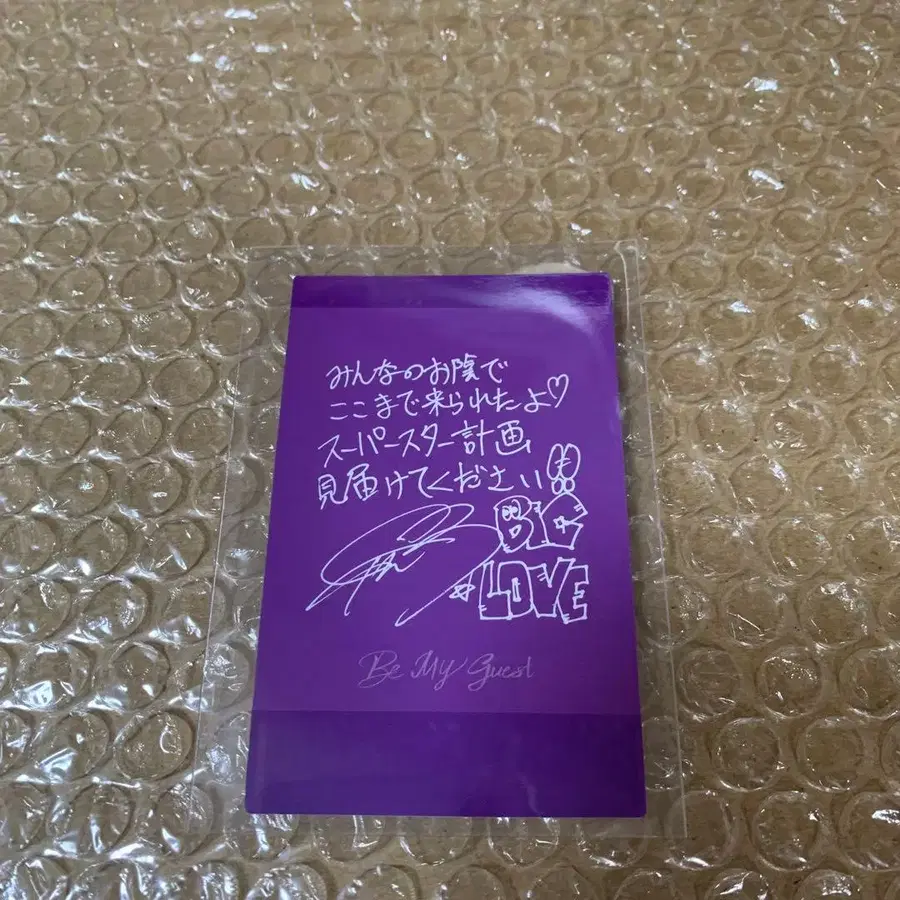 みんなのお陰で
ここまで来られたよ♡
スーパースター計画
見届けてください!!
BIG
#LOVE
Be My Guest